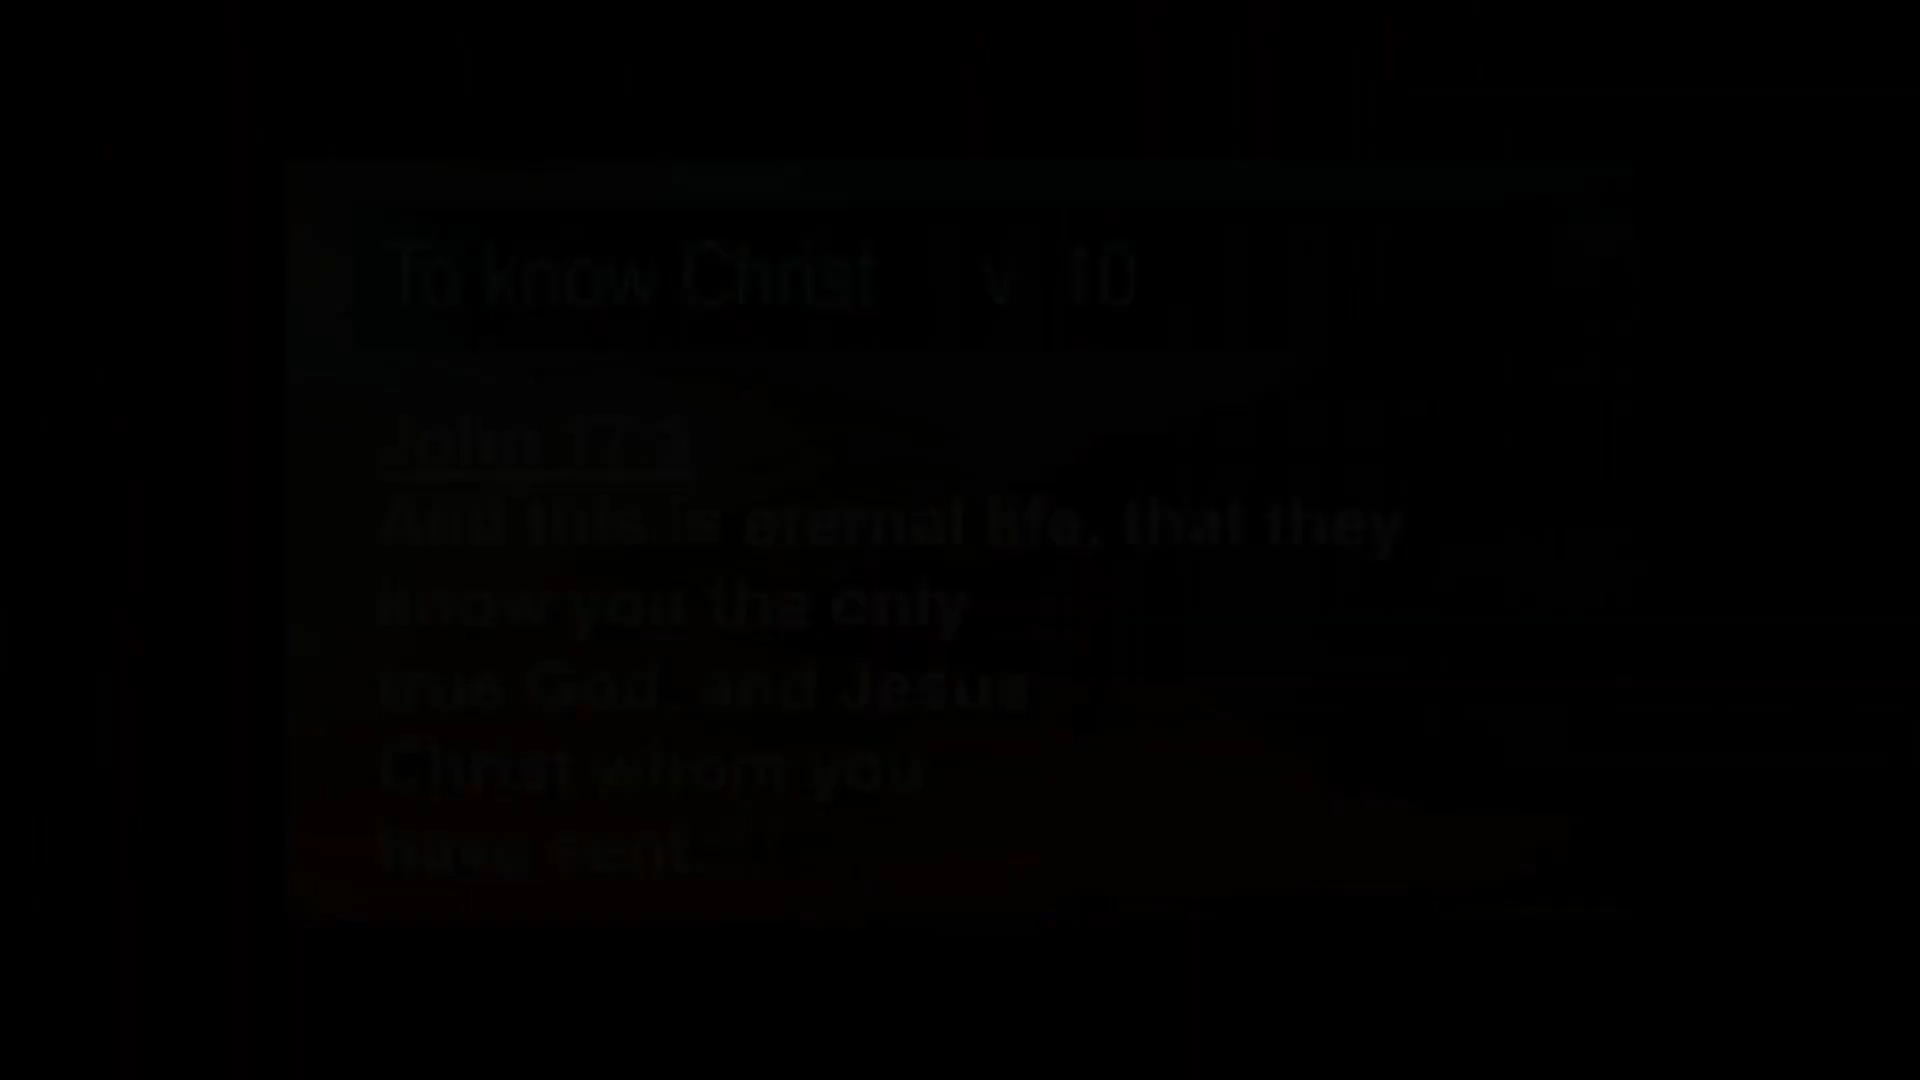 To know Christ v. 10
John 17:3
And this is eternal life, that they
know you the only
true God, and Jesus
Christ whom you
have sent.